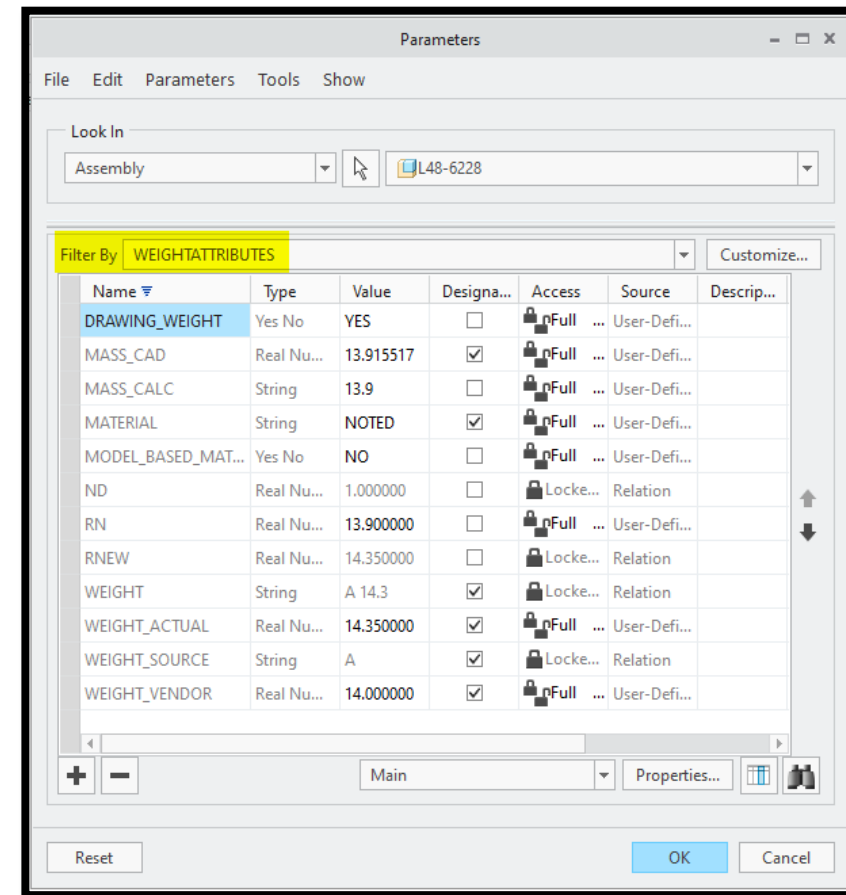 Parameters
File Edit Parameters Tools Show
Look In
Assembly L48-6228
Filter By WEIGHTATTRIBUTES Customize...
Name Type Value Designa... Access Source Descrip...
DRAWING_WEIGHT Yes No YES Full ... User-Defi...
MASS_CAD Real Nu... 13.915517 Full ... User-Defi...
MASS_CALC String 13.9 Full ... User-Defi...
MATERIAL String NOTED Full ... User-Defi...
MODEL_BASED_MAT... Yes No NO Full ... User-Defi...
ND Real Nu... 1.000000 Locke... Relation
RN Real Nu... 13.900000 Full ... User-Defi...
RNEW Real Nu... 14.350000 Locke... Relation
WEIGHT String A 14.3 Locke... Relation
WEIGHT_ACTUAL Real Nu... 14.350000 Full ... User-Defi...
WEIGHT_SOURCE String A Locke... Relation
WEIGHT_VENDOR Real Nu... 14.000000 Full ... User-Defi...
Main Properties...
Reset OK Cancel